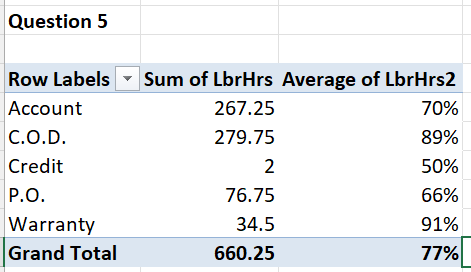 Question 5
Row Labels Sum of LbrHrs Average of LbrHrs2
Account 267.25 70%
C.O.D. 279.75 89%
Credit 2 50%
P.O. 76.75 66%
Warranty 34.5 91%
Grand Total 660.25 77%